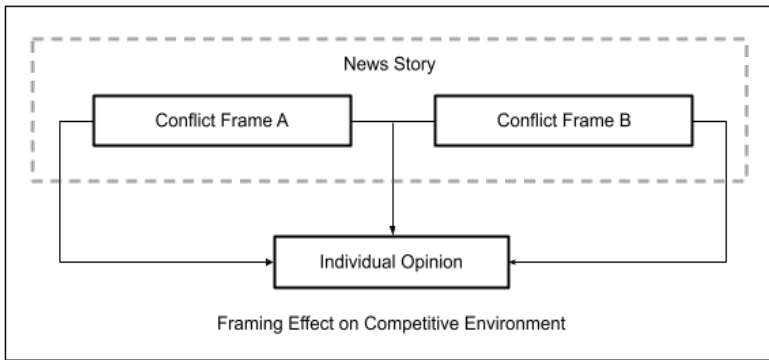 News Story
Conflict Frame A
Conflict Frame B
Individual Opinion
Framing Effect on Competitive Environment